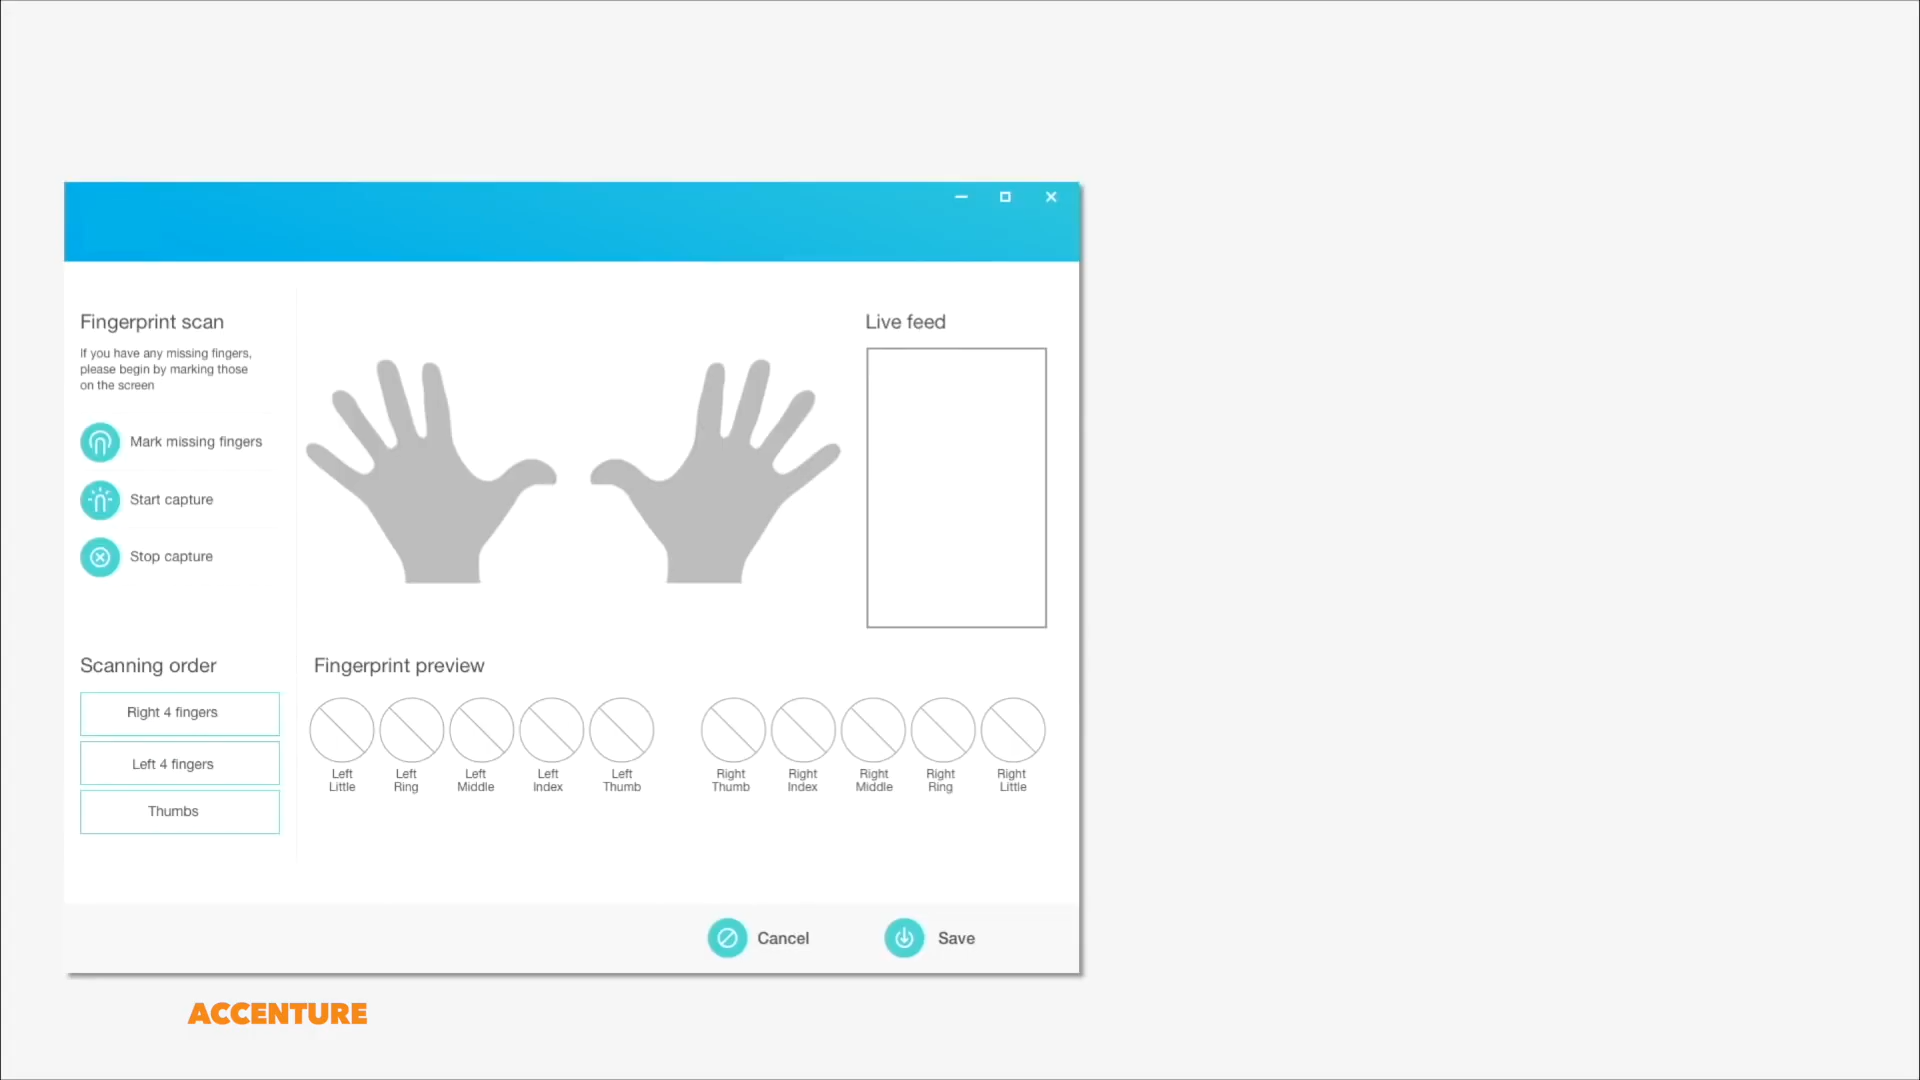 Fingerprint scan
If you have any missing fingers,
please begin by marking those
on the screen
Mark missing fingers
Start capture
Stop capture
Live feed
Scanning order
Right 4 fingers
Left 4 fingers
Thumbs
Fingerprint preview
Left
Little
Left
Ring
Left
Middle
Left
Index
Left
Thumb
Right
Thumb
Right
Index
Right
Middle
Right
Ring
Right
Little
Cancel
Save
ACCENTURE